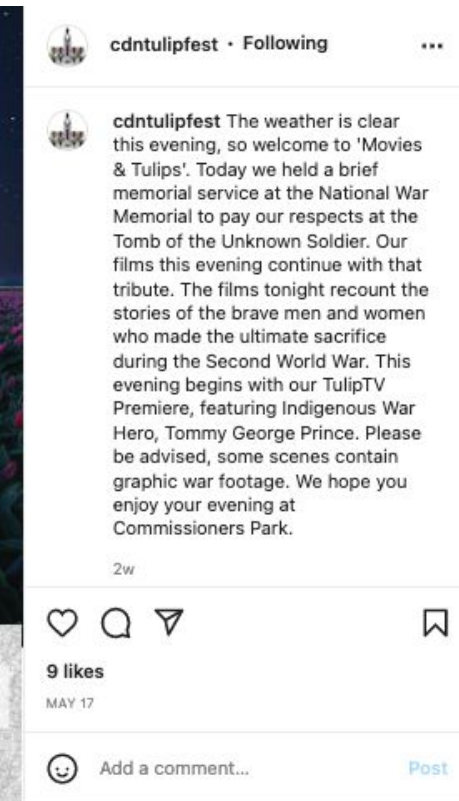 cdntulipfest • Following
cdntulipfest The weather is clear
this evening, so welcome to 'Movies
& Tulips'. Today we held a brief
memorial service at the National War
Memorial to pay our respects at the
Tomb of the Unknown Soldier. Our
films this evening continue with that
tribute. The films tonight recount the
stories of the brave men and women
who made the ultimate sacrifice
during the Second World War. This
evening begins with our TulipTV
Premiere, featuring Indigenous War
Hero, Tommy George Prince. Please
be advised, some scenes contain
graphic war footage. We hope you
enjoy your evening at
Commissioners Park.
2w
9 likes
MAY 17
Add a comment...
Post